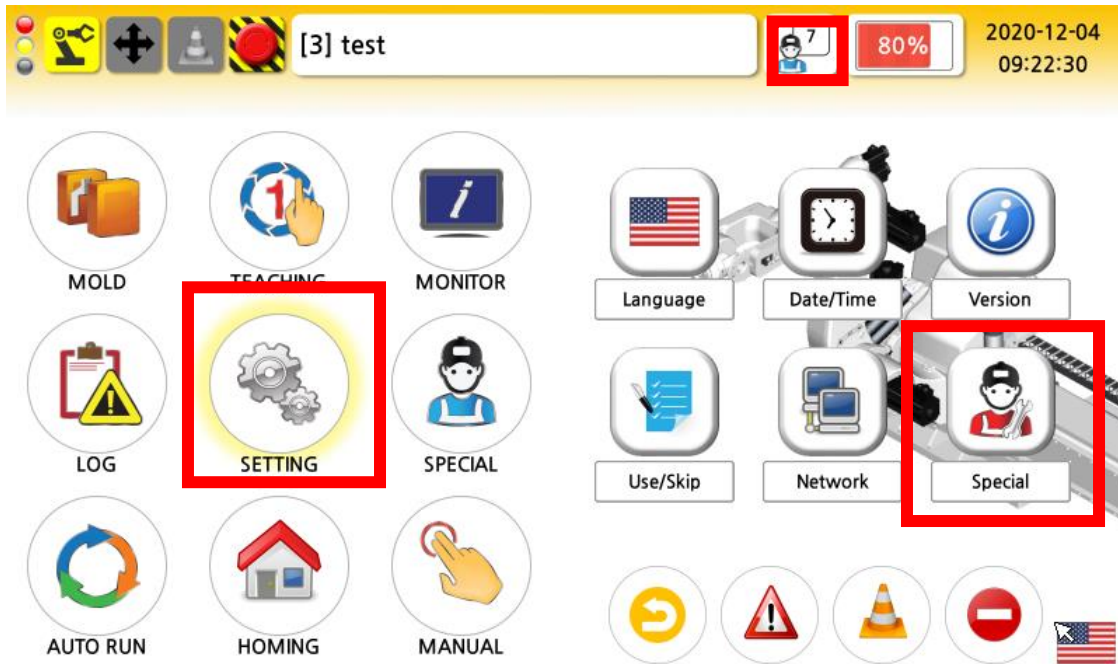 [3] test
7
80%
2020-12-04
09:22:30
MOLD
TEACHING
MONITOR
Language
Date/Time
Version
LOG
SETTING
SPECIAL
Use/Skip
Network
Special
AUTO RUN
HOMING
MANUAL